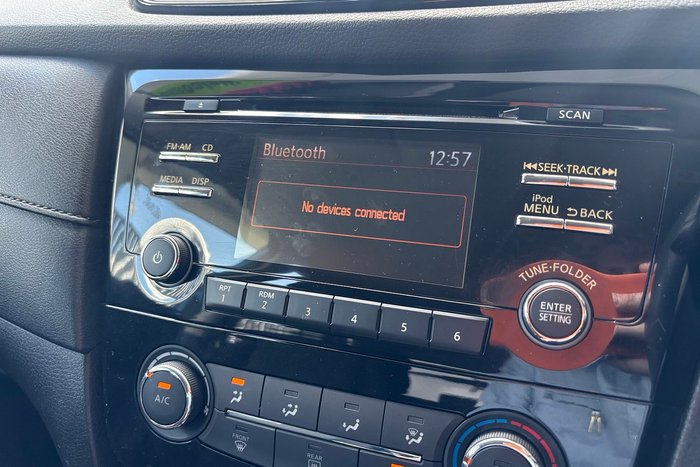 SCAN
FM·AM CD
Bluetooth 12:57
SEEK·TRACK
MEDIA DISP
No devices connected
iPod
MENU BACK
TUNE·FOLDER
ENTER
SETTING
RPT
1
RDM
2
3
4
5
6
A/C
FRONT
REAR